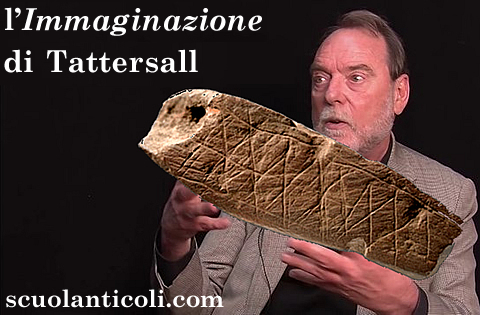 l'Immaginazione
di Tattersall
scuolanticoli.com